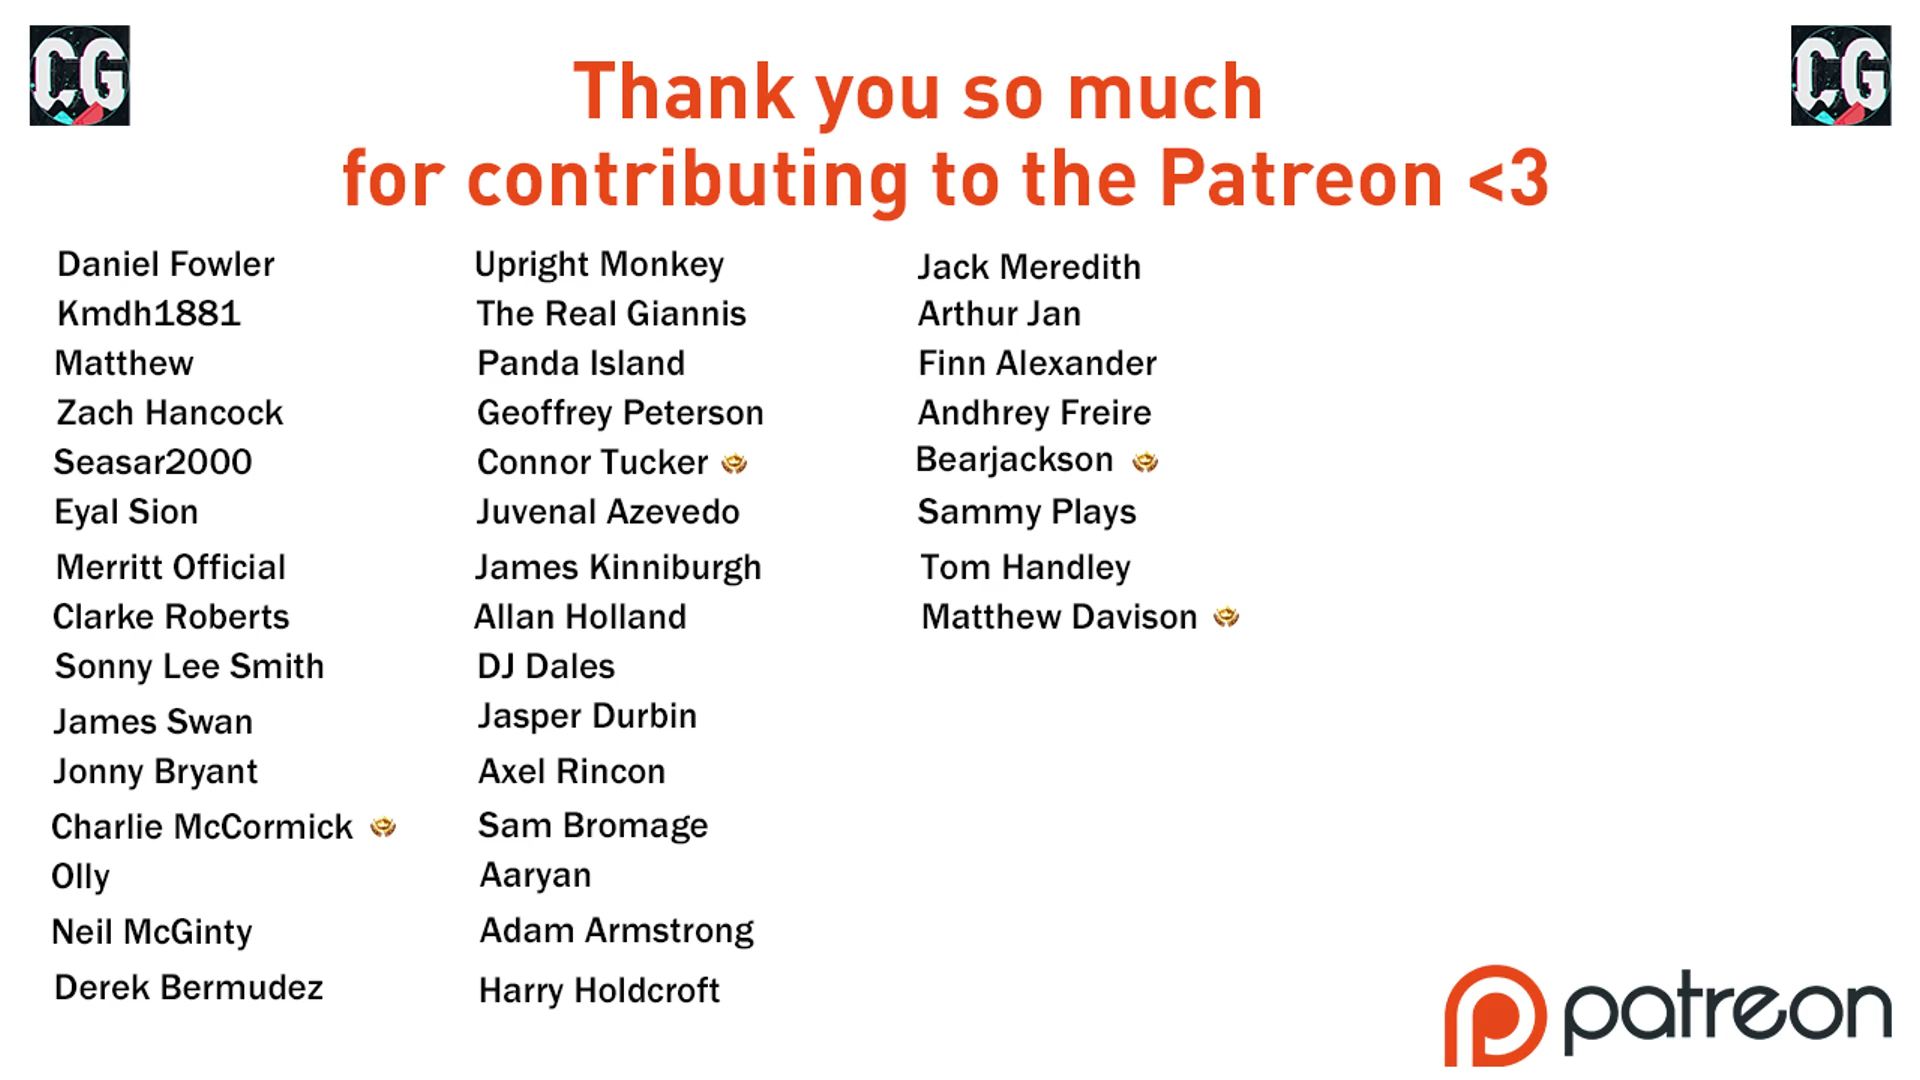 CG
CG
Thank you so much
for contributing to the Patreon <3
Daniel Fowler
Kmdh1881
Matthew
Zach Hancock
Seasar2000
Eyal Sion
Merritt Official
Clarke Roberts
Sonny Lee Smith
James Swan
Jonny Bryant
Charlie McCormick
Olly
Neil McGinty
Derek Bermudez
Upright Monkey
The Real Giannis
Panda Island
Geoffrey Peterson
Connor Tucker
Juvenal Azevedo
James Kinniburgh
Allan Holland
DJ Dales
Jasper Durbin
Axel Rincon
Sam Bromage
Aaryan
Adam Armstrong
Harry Holdcroft
Jack Meredith
Arthur Jan
Finn Alexander
Andhrey Freire
Bearjackson
Sammy Plays
Tom Handley
Matthew Davison
patreon